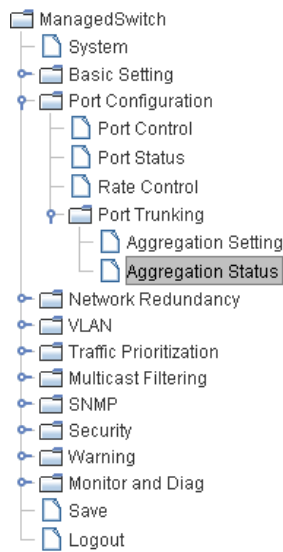 ManagedSwitch
System
Basic Setting
Port Configuration
Port Control
Port Status
Rate Control
Port Trunking
Aggregation Setting
Aggregation Status
Network Redundancy
VLAN
Traffic Prioritization
Multicast Filtering
SNMP
Security
Warning
Monitor and Diag
Save
Logout